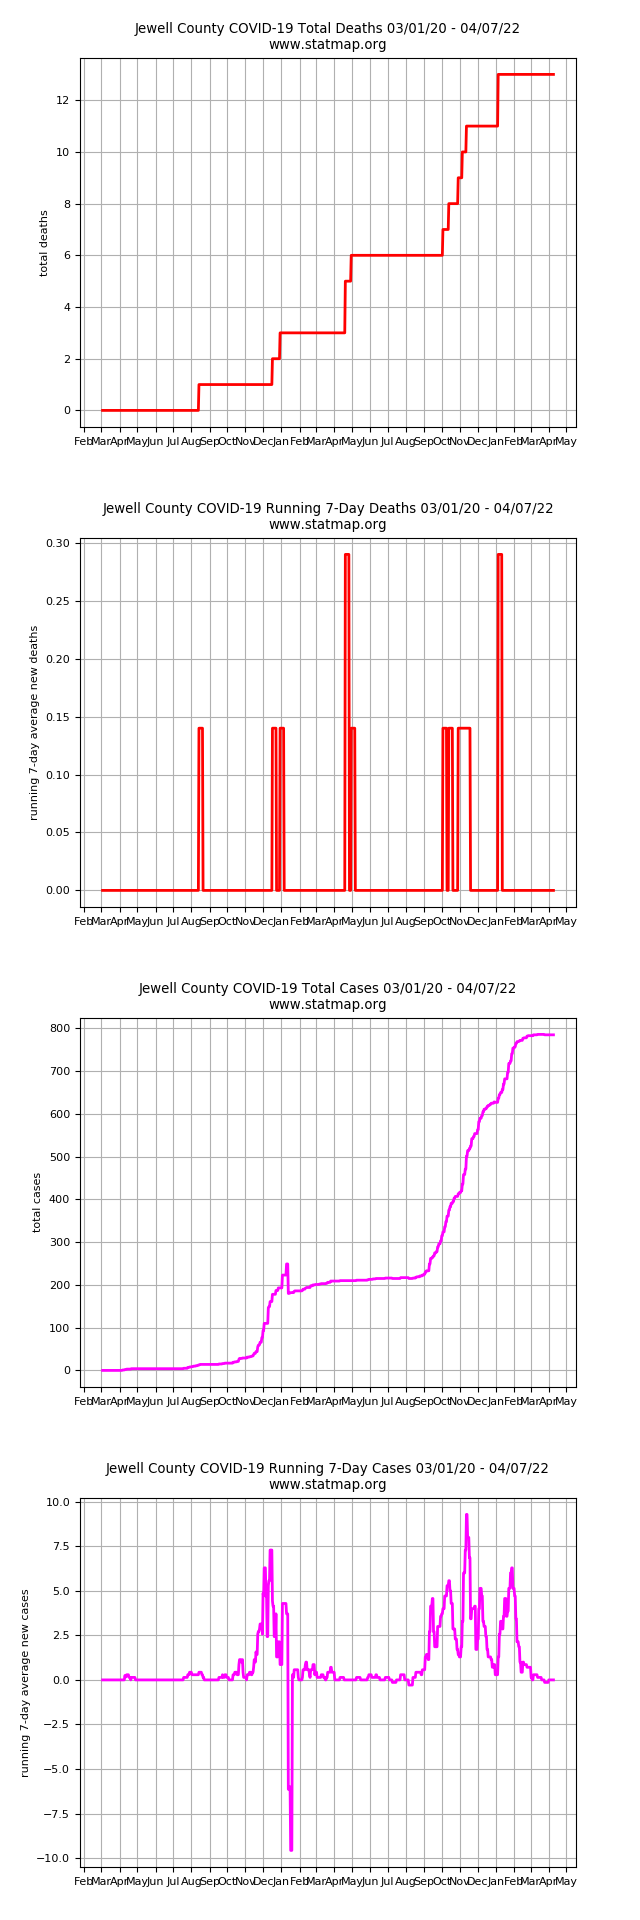 Jewell County COVID-19 Total Deaths 03/01/20 - 04/07/22
www.statmap.org
12
10
8
6
4
2
0
total deaths
Feb Mar Apr May Jun Jul Aug Sep Oct Nov Dec Jan Feb Mar Apr May Jun Jul Aug Sep Oct Nov Dec Jan Feb Mar Apr May
Jewell County COVID-19 Running 7-Day Deaths 03/01/20 - 04/07/22
www.statmap.org
0.30
0.25
0.20
0.15
0.10
0.05
0.00
running 7-day average new deaths
Feb Mar Apr May Jun Jul Aug Sep Oct Nov Dec Jan Feb Mar Apr May Jun Jul Aug Sep Oct Nov Dec Jan Feb Mar Apr May
Jewell County COVID-19 Total Cases 03/01/20 - 04/07/22
www.statmap.org
800
700
600
500
400
300
200
100
0
total cases
Feb Mar Apr May Jun Jul Aug Sep Oct Nov Dec Jan Feb Mar Apr May Jun Jul Aug Sep Oct Nov Dec Jan Feb Mar Apr May
Jewell County COVID-19 Running 7-Day Cases 03/01/20 - 04/07/22
www.statmap.org
10.0
7.5
5.0
2.5
0.0
−2.5
−5.0
−7.5
−10.0
running 7-day average new cases
Feb Mar Apr May Jun Jul Aug Sep Oct Nov Dec Jan Feb Mar Apr May Jun Jul Aug Sep Oct Nov Dec Jan Feb Mar Apr May